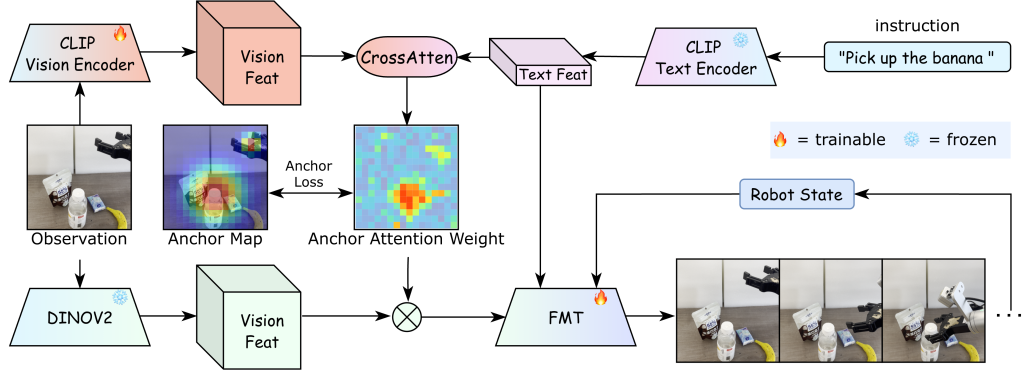 instruction
CLIP
Vision Encoder
Vision
Feat
CrossAtten
Text Feat
CLIP
Text Encoder
"Pick up the banana "
= trainable
= frozen
Anchor
Loss
Robot State
Observation
Anchor Map
Anchor Attention Weight
DINOV2
Vision
Feat
FMT
...